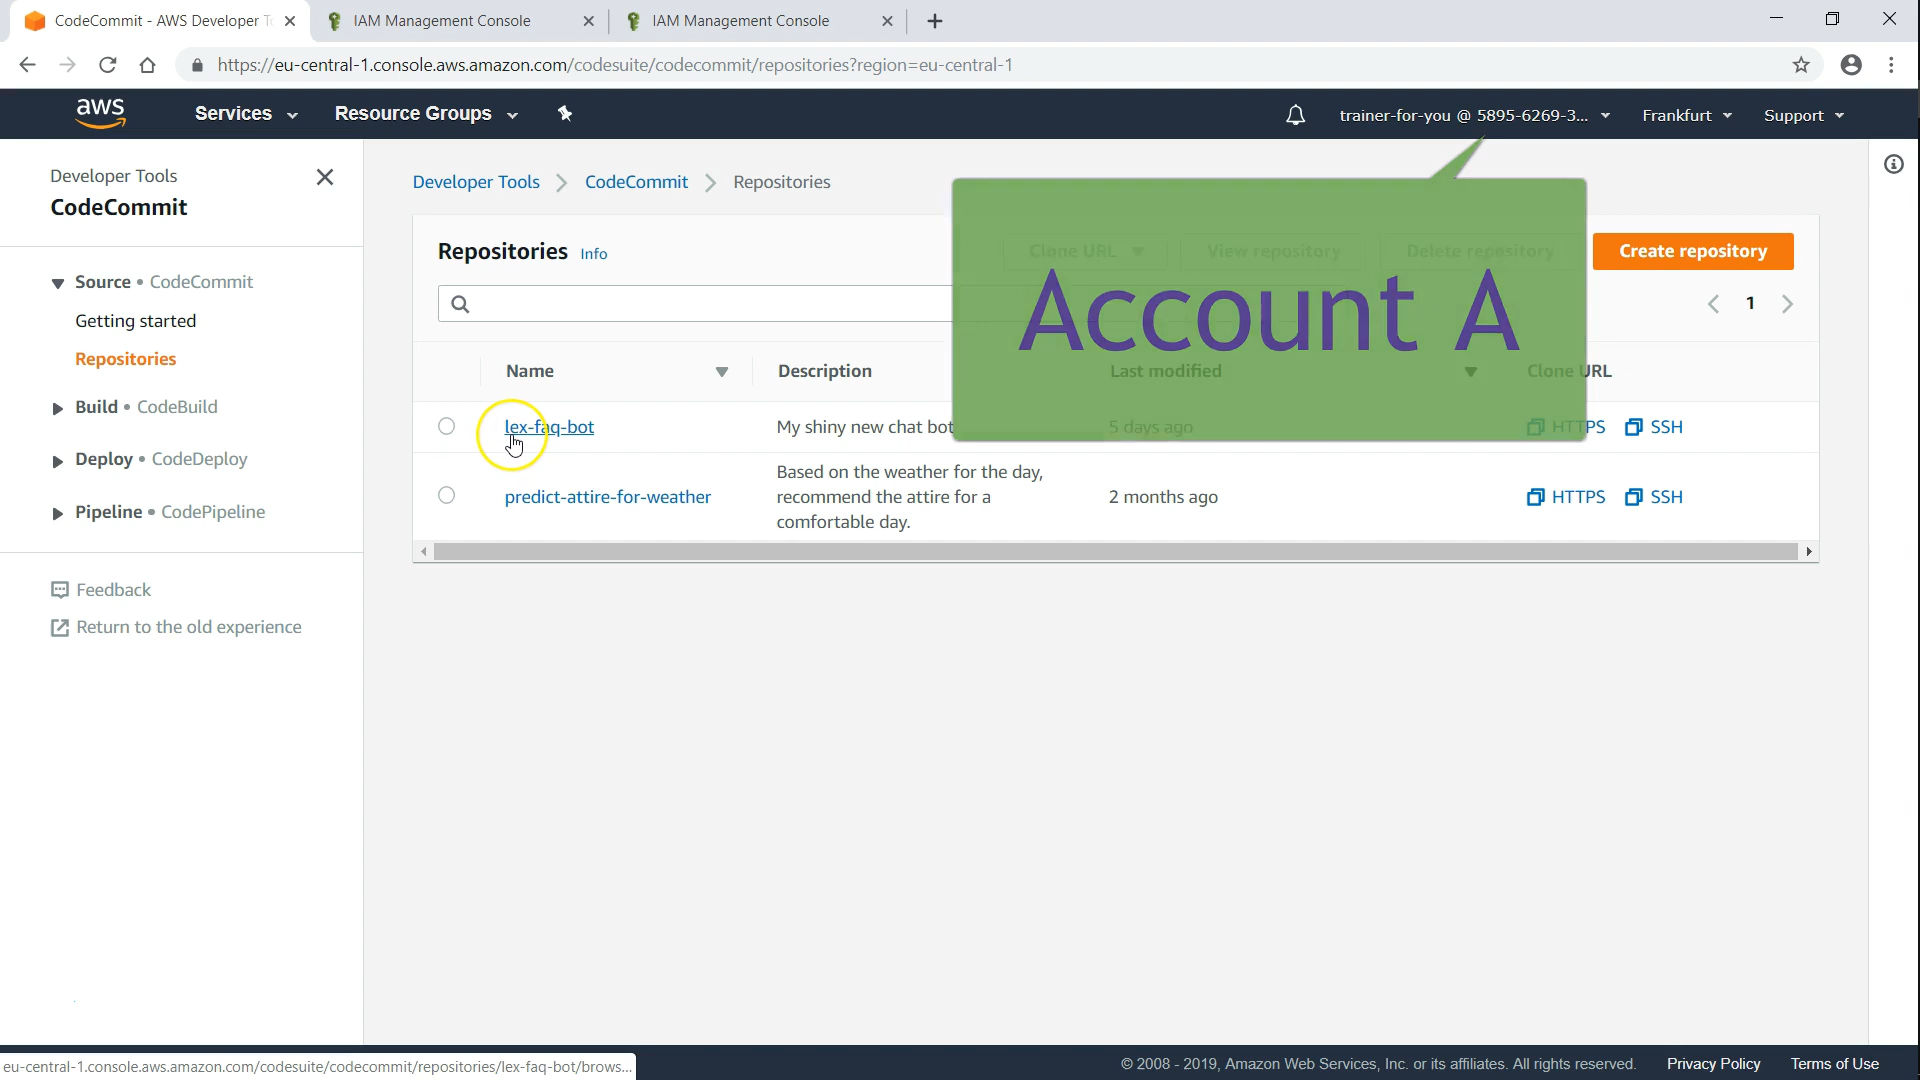 CodeCommit - AWS Developer To
IAM Management Console
IAM Management Console
https://eu-central-1.console.aws.amazon.com/codesuite/codecommit/repositories?region=eu-central-1
aws
Services
Resource Groups
trainer-for-you @ 5895-6269-3...
Frankfurt
Support
Developer Tools
CodeCommit
Source • CodeCommit
Getting started
Repositories
Build • CodeBuild
Deploy • CodeDeploy
Pipeline • CodePipeline
Feedback
Return to the old experience
Developer Tools
CodeCommit
Repositories
Repositories Info
Clone URL
View repository
Delete repository
Create repository
1
Account A
Name
Description
Last modified
Clone URL
lex-faq-bot
My shiny new chat bot
5 days ago
HTTPS
SSH
predict-attire-for-weather
Based on the weather for the day,
recommend the attire for a
comfortable day.
2 months ago
HTTPS
SSH
eu-central-1.console.aws.amazon.com/codesuite/codecommit/repositories/lex-faq-bot/brows...
© 2008 - 2019, Amazon Web Services, Inc. or its affiliates. All rights reserved.
Privacy Policy
Terms of Use